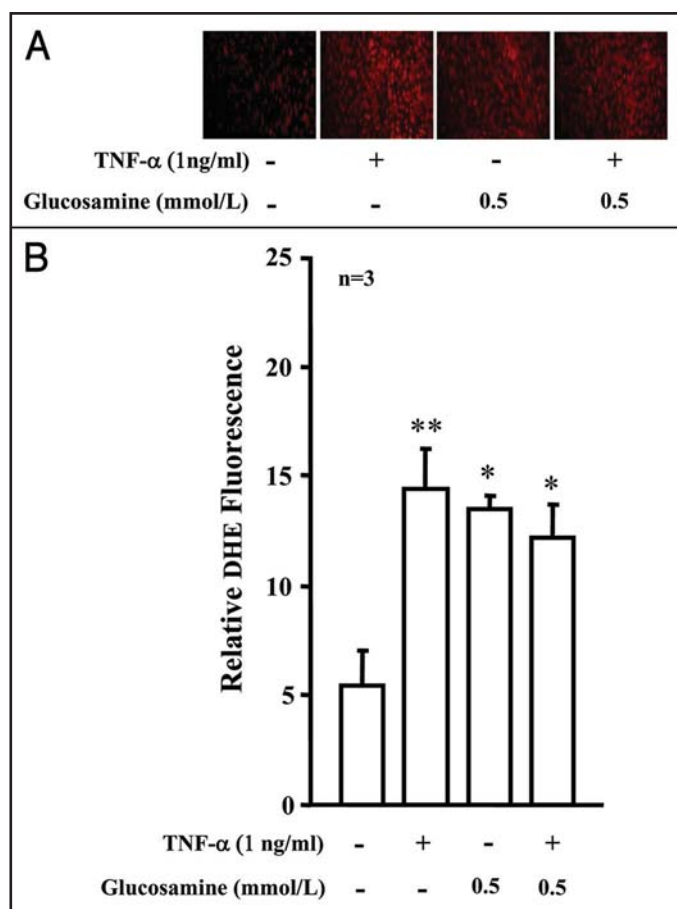 A
TNF-α (1ng/ml) - + - +
Glucosamine (mmol/L) - - 0.5 0.5
B
25
n=3
20
**
*
*
15
10
5
0
Relative DHE Fluorescence
TNF-α (1 ng/ml) - + - +
Glucosamine (mmol/L) - - 0.5 0.5